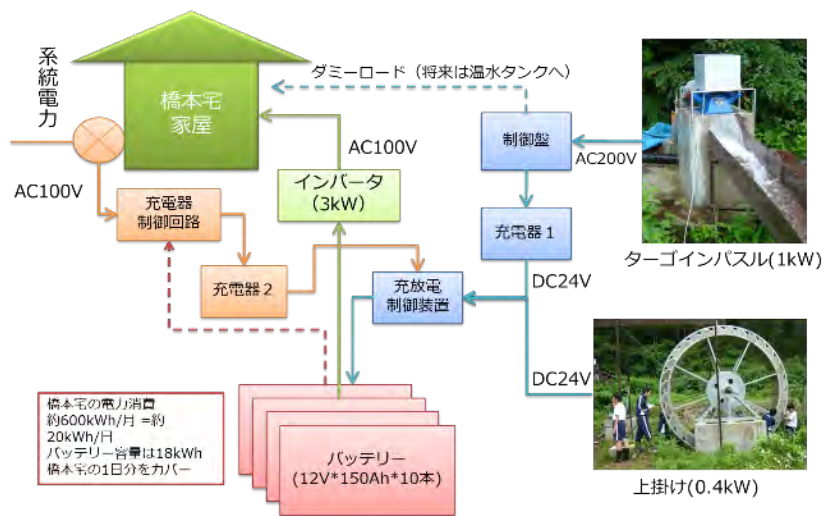 系統電力
橋本宅
家屋
ダミーロード（将来は温水タンクへ）
制御盤
AC200V
AC100V
AC100V
インバータ
（3kW）
充電器
制御回路
充電器１
ターゴインパスル(1kW)
充電器２
充放電
制御装置
DC24V
DC24V
橋本宅の電力消費
約600kWh/月 =約
20kWh/日
バッテリー容量は18kWh
橋本宅の1日分をカバー
バッテリー
(12V*150Ah*10本)
上掛け(0.4kW)